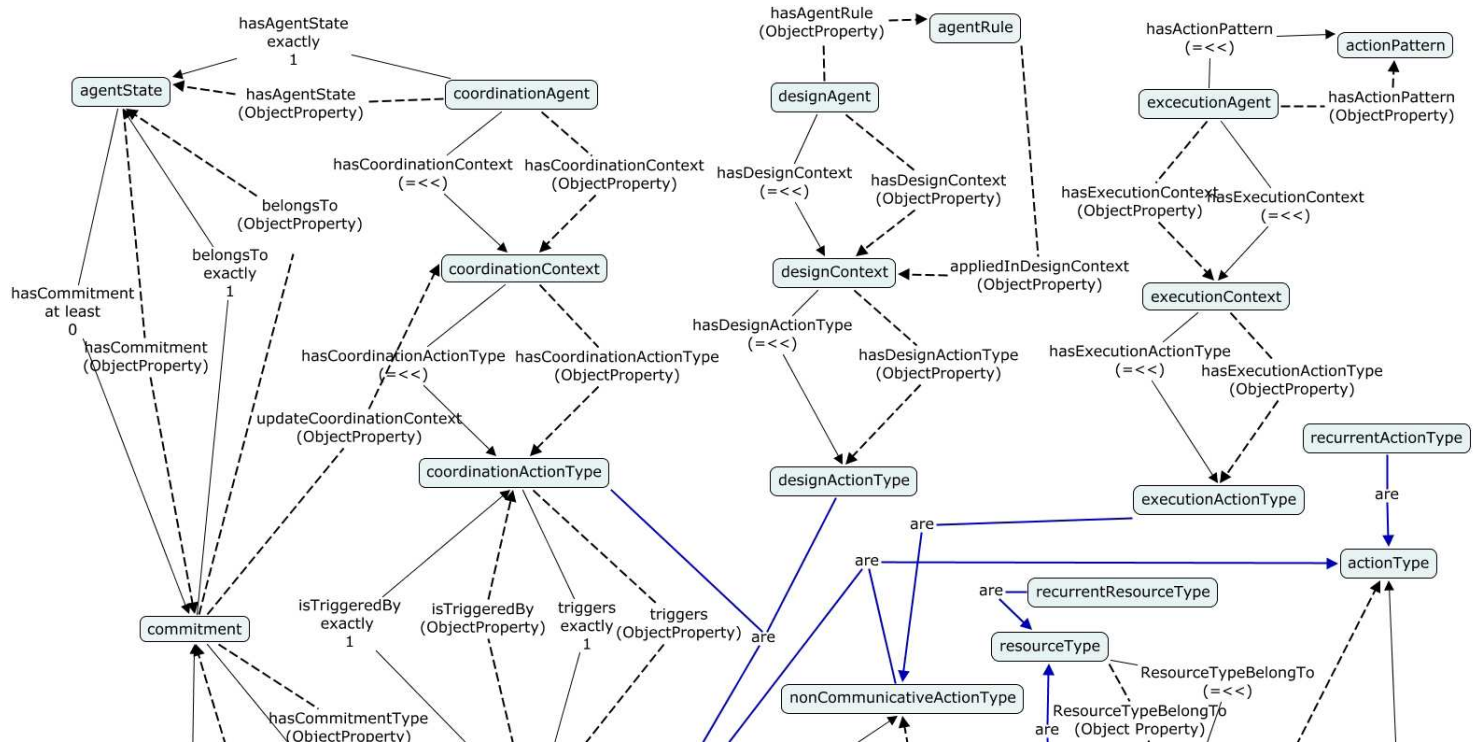 hasAgentState
exactly
1
hasAgentRule
(ObjectProperty)
agentRule
hasActionPattern
(=<<)
actionPattern
agentState
hasAgentState
(ObjectProperty)
coordinationAgent
designAgent
excecutionAgent
hasActionPattern
(ObjectProperty)
hasCoordinationContext
(=<<)
hasCoordinationContext
(ObjectProperty)
hasDesignContext
(=<<)
hasDesignContext
(ObjectProperty)
hasExecutionContext
(ObjectProperty)
hasExecutionContext
(=<<)
belongsTo
(ObjectProperty)
belongsTo
exactly
1
coordinationContext
designContext
appliedInDesignContext
(ObjectProperty)
executionContext
hasCommitment
at least
0
hasCommitment
(ObjectProperty)
hasCoordinationActionType
(=<<)
hasCoordinationActionType
(ObjectProperty)
hasDesignActionType
(=<<)
hasDesignActionType
(ObjectProperty)
hasExecutionActionType
(=<<)
hasExecutionActionType
(ObjectProperty)
updateCoordinationContext
(ObjectProperty)
recurrentActionType
coordinationActionType
designActionType
executionActionType
are
are
are
actionType
are
recurrentResourceType
commitment
isTriggeredBy
exactly
1
isTriggeredBy
(ObjectProperty)
triggers
exactly
1
triggers
(ObjectProperty)
are
resourceType
ResourceTypeBelongTo
(=<<)
nonCommunicativeActionType
hasCommitmentType
(ObjectProperty)
ResourceTypeBelongTo
(Object Property)
are